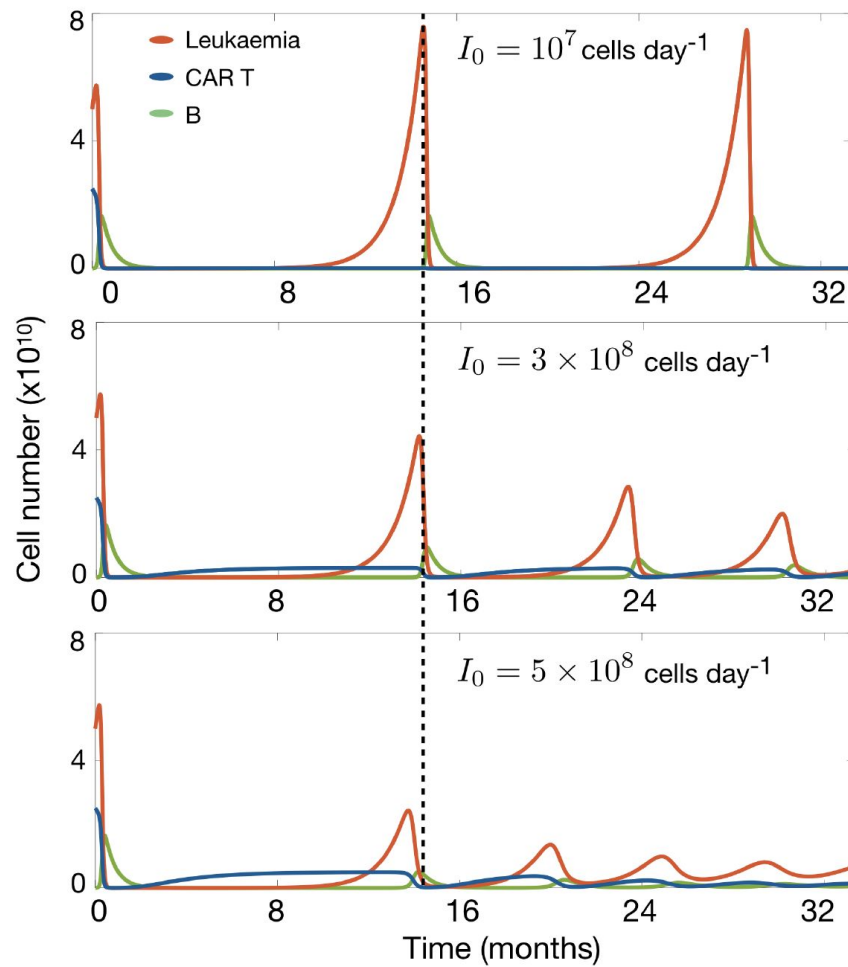 8
Leukaemia
CAR T
B
I₀ = 10⁷ cells day⁻¹
4
0
0 8 16 24 32
8
I₀ = 3 × 10⁸ cells day⁻¹
4
0
0 8 16 24 32
8
I₀ = 5 × 10⁸ cells day⁻¹
4
0
0 8 16 24 32
Cell number (x10¹⁰)
Time (months)